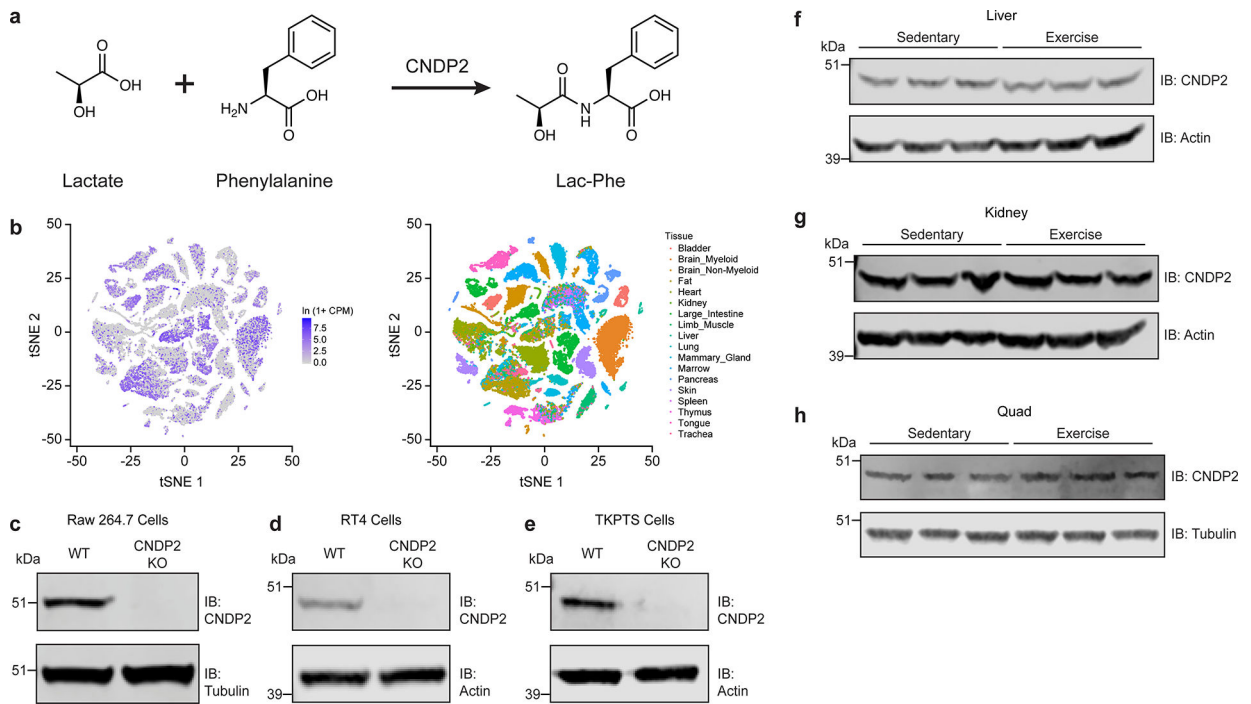 a
O
OH
OH
+
H₂N
OH
O
CNDP2
O
N
H
OH
O
OH
Lactate
Phenylalanine
Lac-Phe
b
50
25
0
-25
-50
tSNE 2
-50
-25
0
25
50
tSNE 1
ln (1+ CPM)
7.5
5.0
2.5
0.0
50
25
0
-25
-50
tSNE 2
-50
-25
0
25
50
tSNE 1
Tissue
Bladder
Brain_Myeloid
Brain_Non-Myeloid
Fat
Heart
Kidney
Large_Intestine
Limb_Muscle
Liver
Lung
Mammary_Gland
Marrow
Pancreas
Skin
Spleen
Thymus
Tongue
Trachea
c
Raw 264.7 Cells
kDa
WT
CNDP2
KO
51
IB:
CNDP2
51
IB:
Tubulin
d
RT4 Cells
kDa
WT
CNDP2
KO
51
IB:
CNDP2
39
IB:
Actin
e
TKPTS Cells
kDa
WT
CNDP2
KO
51
IB:
CNDP2
39
IB:
Actin
f
Liver
kDa
Sedentary
Exercise
51
IB: CNDP2
39
IB: Actin
g
Kidney
kDa
Sedentary
Exercise
51
IB: CNDP2
39
IB: Actin
h
Quad
kDa
Sedentary
Exercise
51
IB: CNDP2
51
IB: Tubulin